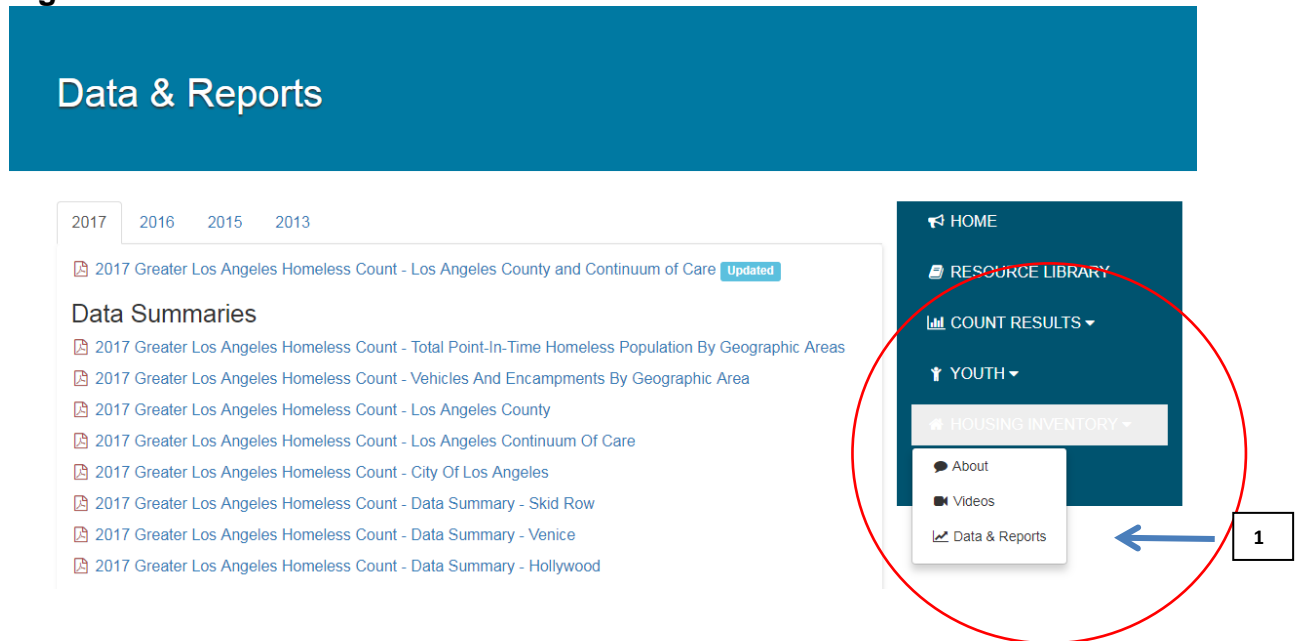 Data & Reports
2017 2016 2015 2013
2017 Greater Los Angeles Homeless Count - Los Angeles County and Continuum of Care Updated
Data Summaries
2017 Greater Los Angeles Homeless Count - Total Point-In-Time Homeless Population By Geographic Areas
2017 Greater Los Angeles Homeless Count - Vehicles And Encampments By Geographic Area
2017 Greater Los Angeles Homeless Count - Los Angeles County
2017 Greater Los Angeles Homeless Count - Los Angeles Continuum Of Care
2017 Greater Los Angeles Homeless Count - City Of Los Angeles
2017 Greater Los Angeles Homeless Count - Data Summary - Skid Row
2017 Greater Los Angeles Homeless Count - Data Summary - Venice
2017 Greater Los Angeles Homeless Count - Data Summary - Hollywood
HOME
RESOURCE LIBRARY
COUNT RESULTS
YOUTH
HOUSING INVENTORY
About
Videos
Data & Reports
1